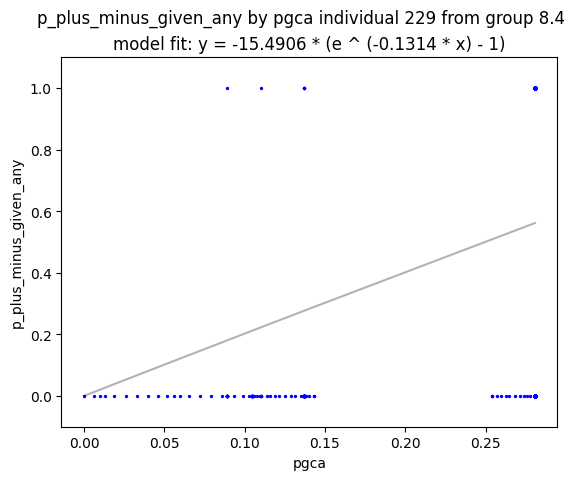 p_plus_minus_given_any by pgca individual 229 from group 8.4
model fit: y = -15.4906 * (e ^ (-0.1314 * x) - 1)
1.0
0.8
0.6
0.4
0.2
0.0
p_plus_minus_given_any
0.00 0.05 0.10 0.15 0.20 0.25
pgca